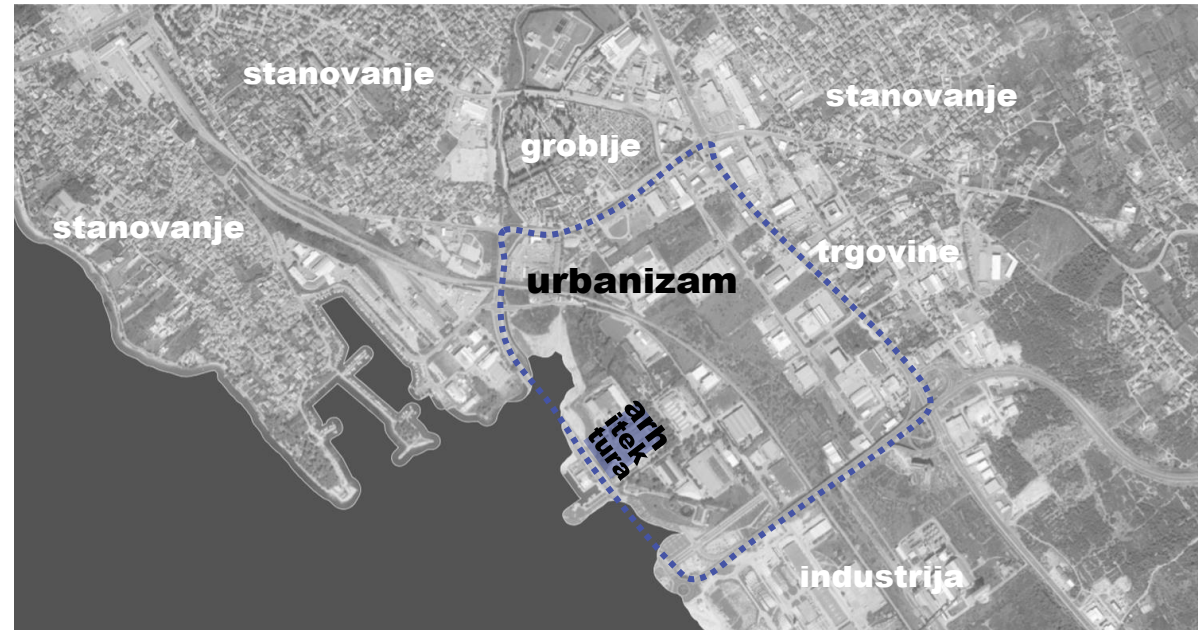 stanovanje
stanovanje
groblje
stanovanje
trgovine
urbanizam
arh
itek
tura
industrija